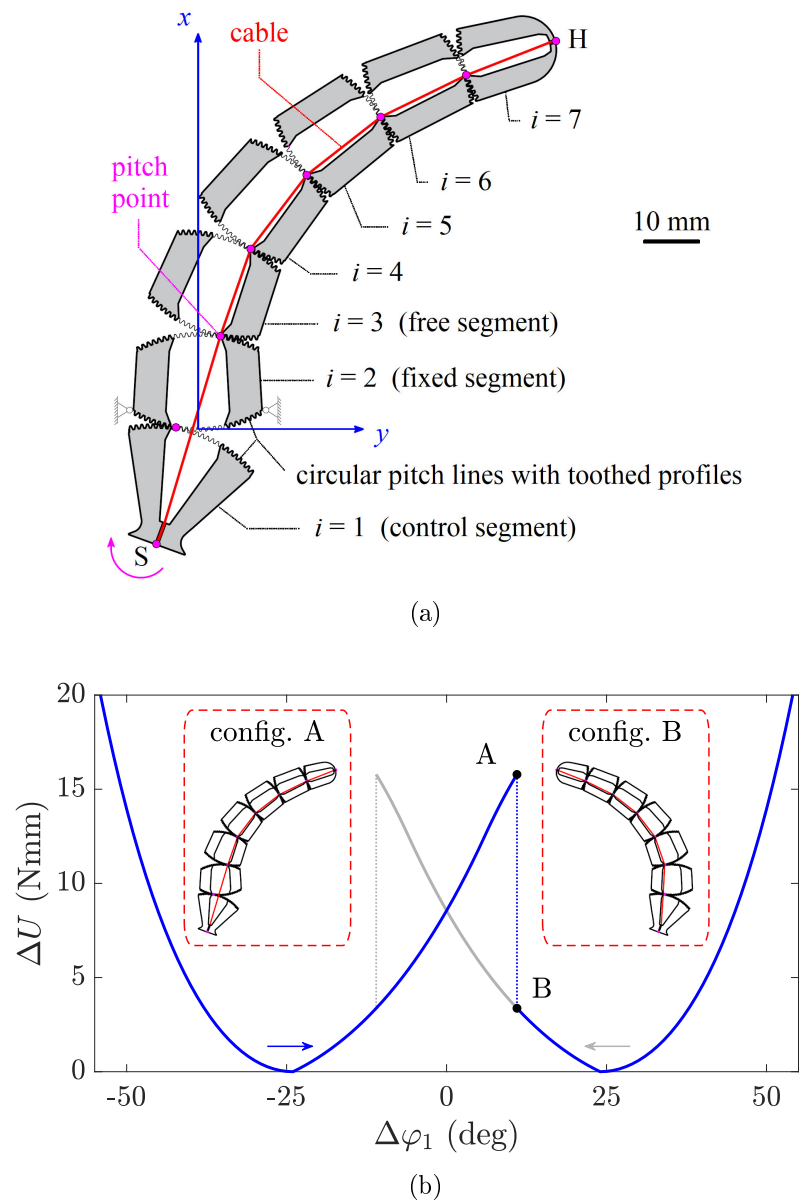 x
cable
H
i = 7
pitch
point
i = 6
10 mm
i = 5
i = 4
i = 3 (free segment)
i = 2 (fixed segment)
y
circular pitch lines with toothed profiles
i = 1 (control segment)
S
(a)
20
config. A
A
config. B
15
ΔU (Nmm)
10
5
B
0
-50
-25
0
25
50
Δφ₁ (deg)
(b)